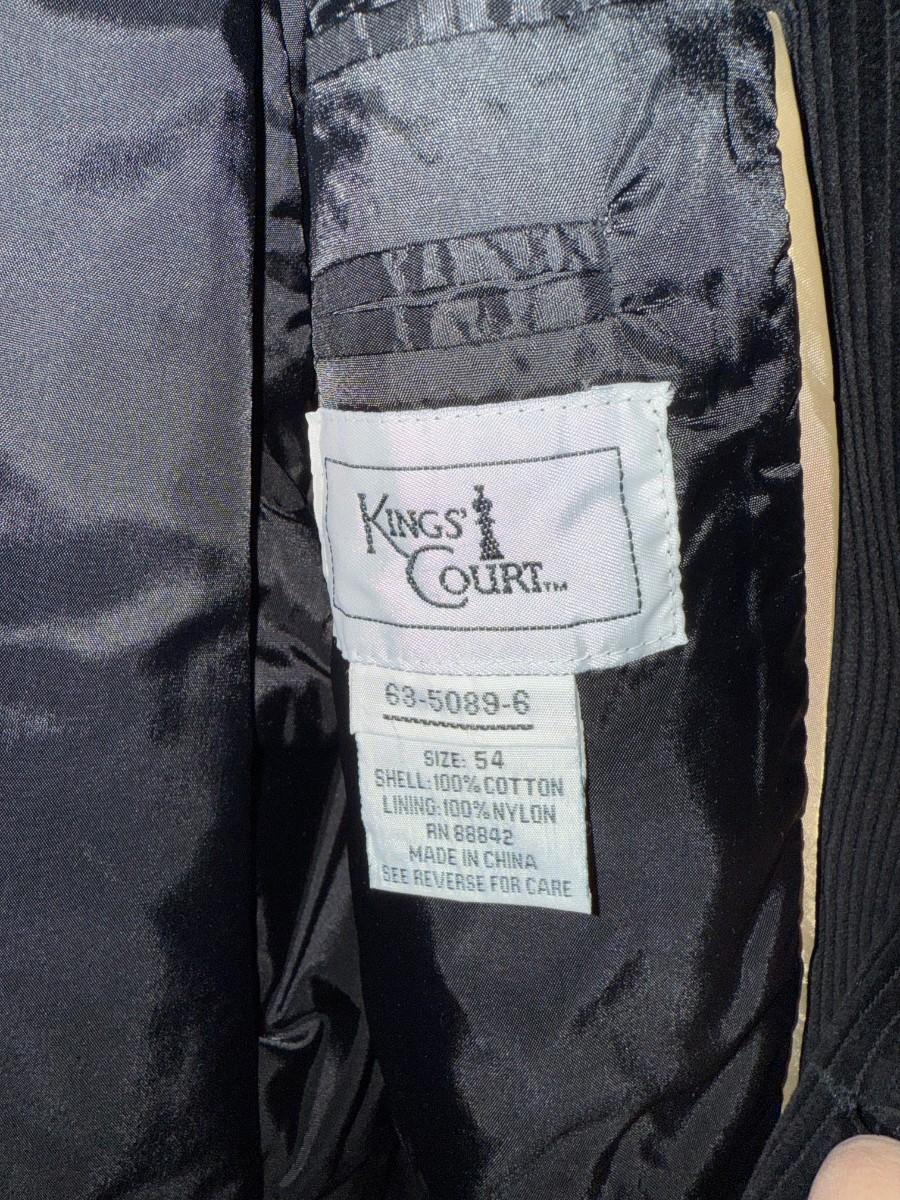 KINGS'
COURT™
63-5089-6
SIZE: 54
SHELL:100% COTTON
LINING:100% NYLON
RN 88842
MADE IN CHINA
SEE REVERSE FOR CARE